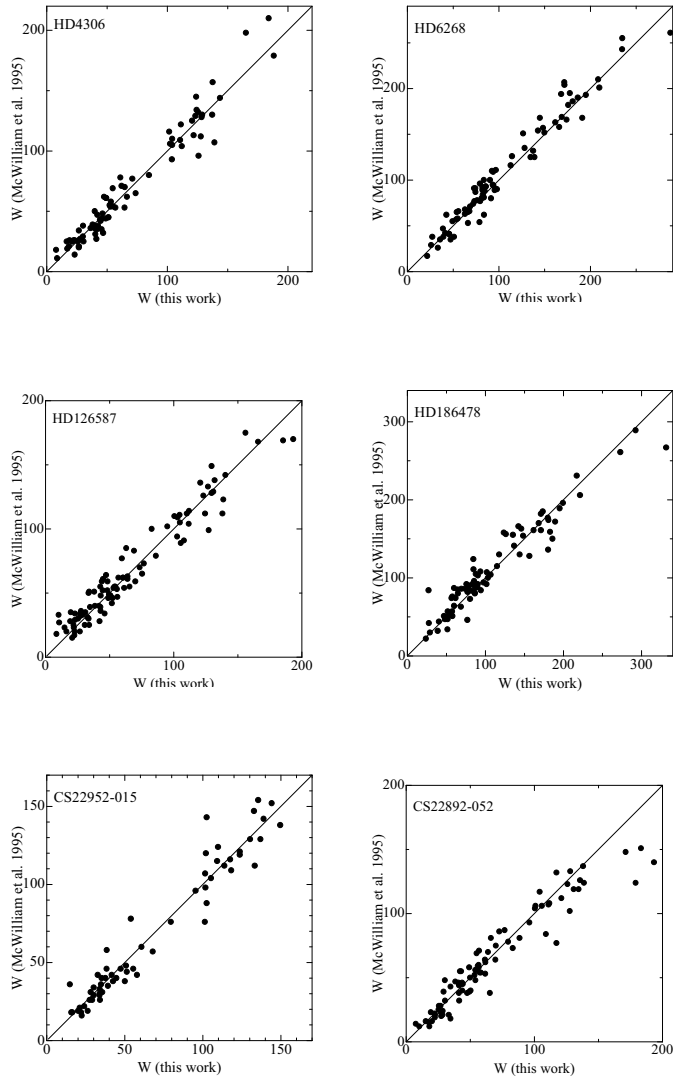 HD4306
200
100
0
0 100 200
W (McWilliam et al. 1995)
W (this work)
HD6268
200
100
0
0 100 200
W (McWilliam et al. 1995)
W (this work)
HD126587
200
100
0
0 100 200
W (McWilliam et al. 1995)
W (this work)
HD186478
300
200
100
0
0 100 200 300
W (McWilliam et al. 1995)
W (this work)
CS22952-015
150
100
50
0
0 50 100 150
W (McWilliam et al. 1995)
W (this work)
CS22892-052
200
100
0
0 100 200
W (McWilliam et al. 1995)
W (this work)